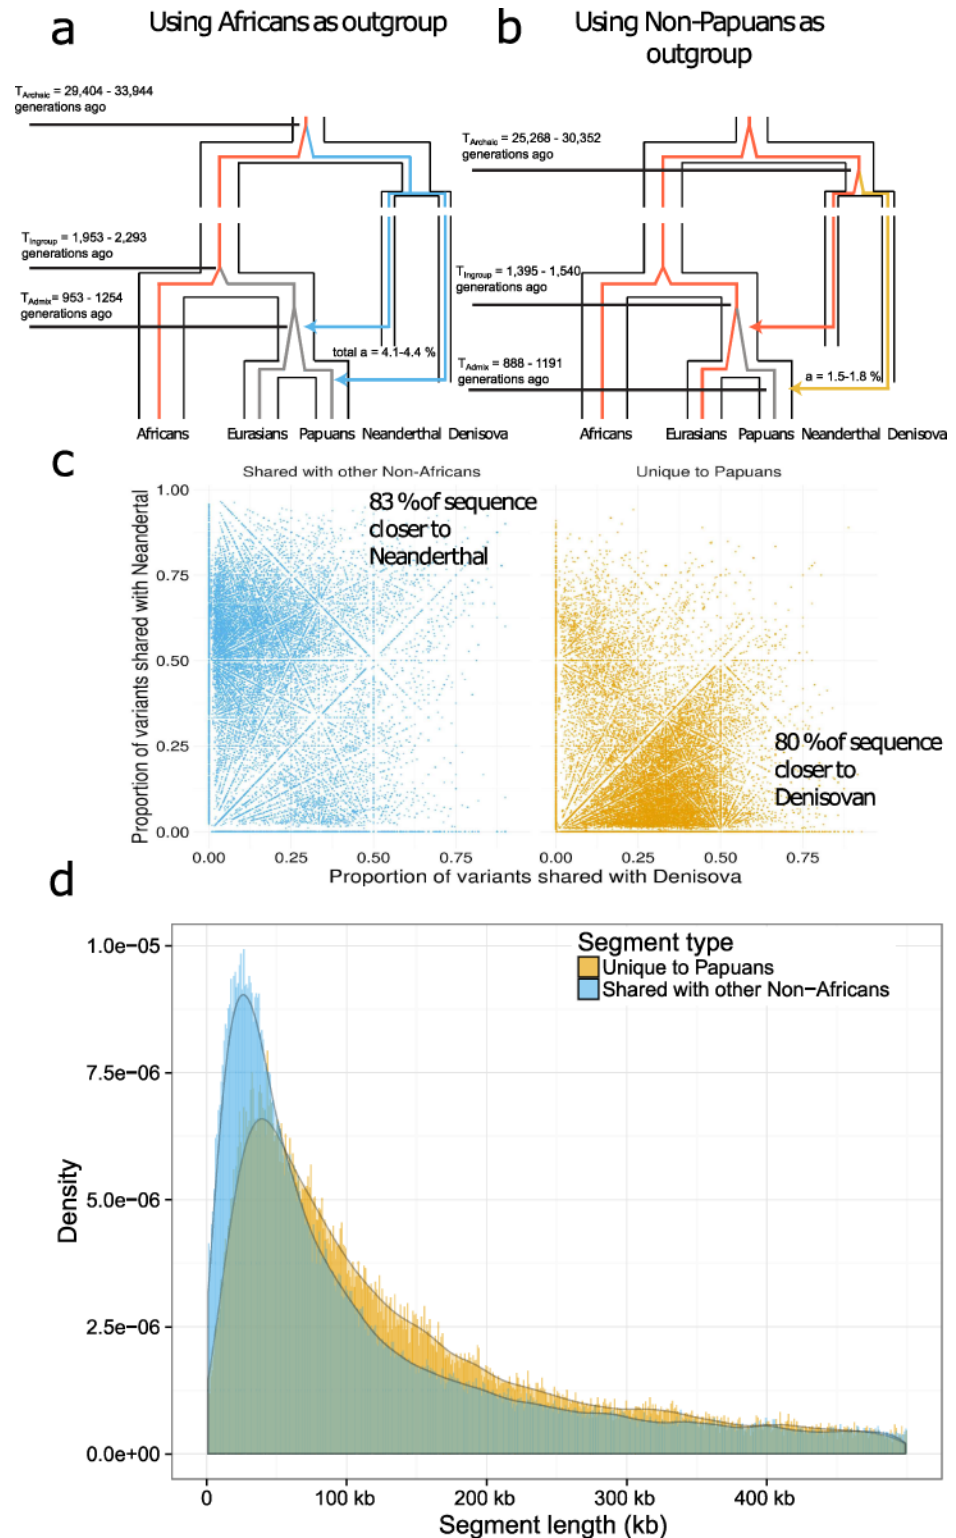 a
Using Africans as outgroup
b
Using Non-Papuans as
outgroup
TArchaic = 29,404 - 33,944
generations ago
TIngroup = 1,953 - 2,293
generations ago
TAdmix= 953 - 1254
generations ago
total a = 4.1-4.4 %
Africans
Eurasians
Papuans
Neanderthal
Denisova
TArchaic = 25,268 - 30,352
generations ago
TIngroup = 1,395 - 1,540
generations ago
TAdmix = 888 - 1191
generations ago
a = 1.5-1.8 %
Africans
Eurasians
Papuans
Neanderthal
Denisova
c
Shared with other Non-Africans
Unique to Papuans
Proportion of variants shared with Neandertal
1.00
0.75
0.50
0.25
0.00
83 %of sequence
closer to
Neanderthal
80 %of sequence
closer to
Denisovan
0.00
0.25
0.50
0.75
0.00
0.25
0.50
0.75
Proportion of variants shared with Denisova
d
Density
1.0e−05
7.5e−06
5.0e−06
2.5e−06
0.0e+00
Segment type
Unique to Papuans
Shared with other Non−Africans
0
100 kb
200 kb
300 kb
400 kb
Segment length (kb)